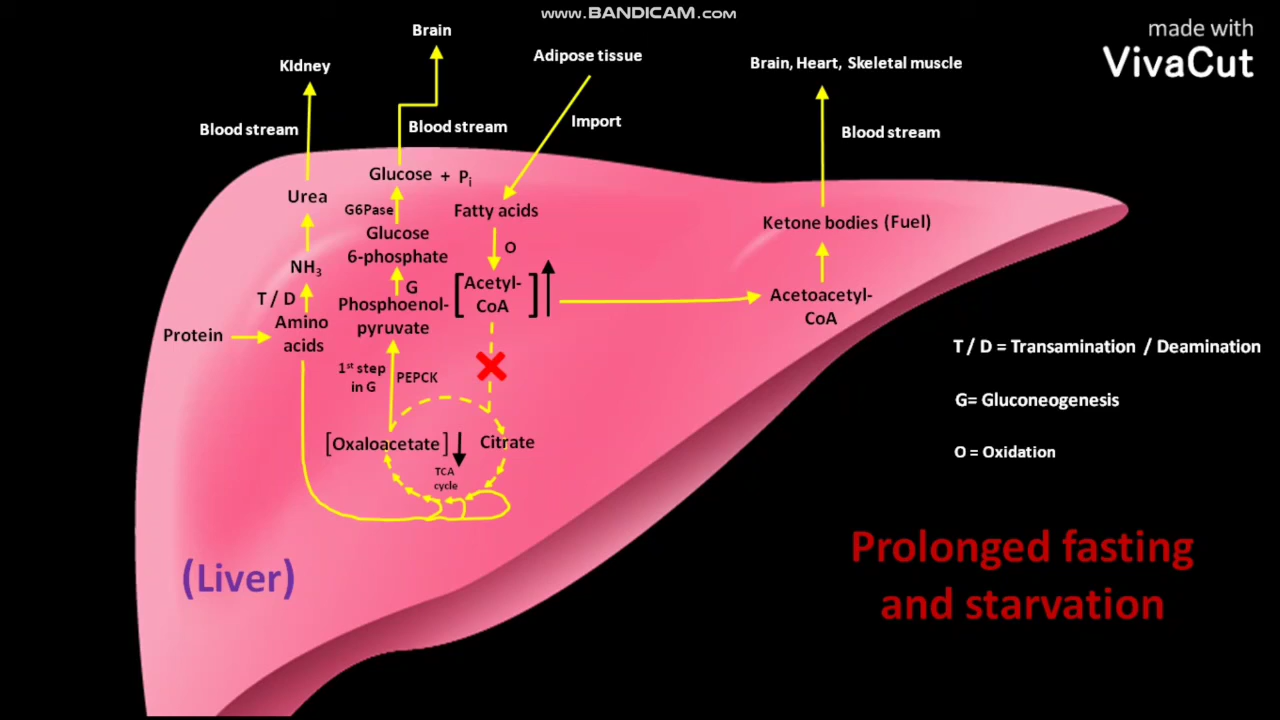 www.BANDICAM.com
made with
VivaCut
Brain
Adipose tissue
KIdney
Brain, Heart, Skeletal muscle
Blood stream
Blood stream
Import
Blood stream
Glucose + Pi
Urea
G6Pase
Fatty acids
Glucose
6-phosphate
Ketone bodies (Fuel)
O
NH3
G
[Acetyl-
CoA]
T / D
Phosphoenol-
pyruvate
Acetoacetyl-
CoA
Protein
Amino
acids
T / D = Transamination / Deamination
1st step
in G
PEPCK
G= Gluconeogenesis
[Oxaloacetate]
Citrate
O = Oxidation
TCA
cycle
Prolonged fasting
and starvation
(Liver)